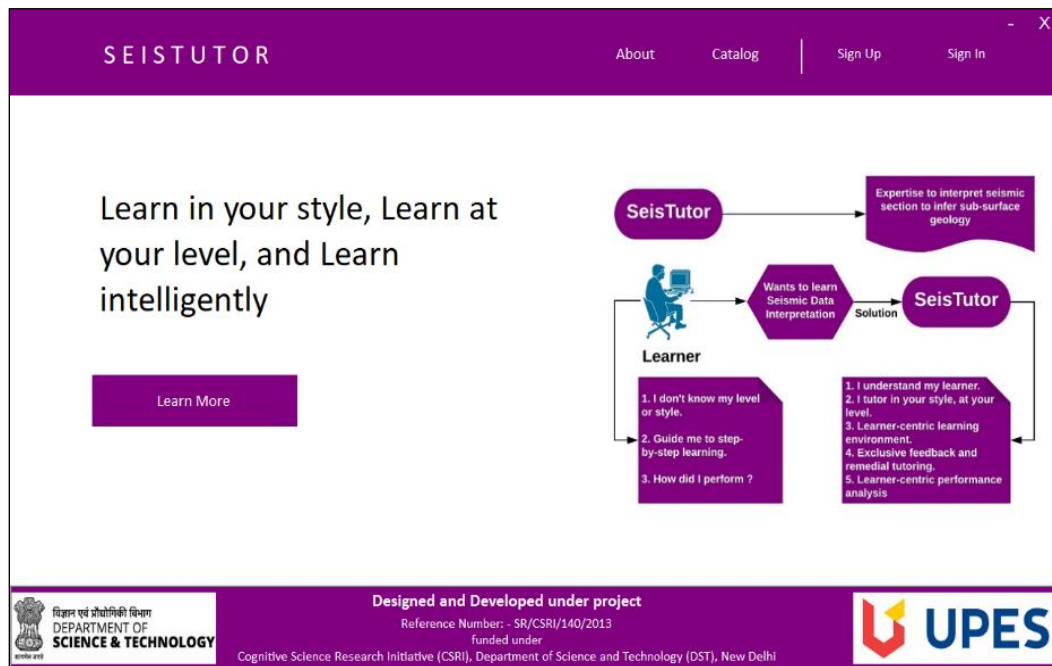 - X
SEISTUTOR
About Catalog Sign Up Sign In
Learn in your style, Learn at
your level, and Learn
intelligently
Learn More
SeisTutor
Expertise to interpret seismic
section to infer sub-surface
geology
Wants to learn
Seismic Data
Interpretation
Solution
SeisTutor
Learner
1. I don't know my level
or style.
2. Guide me to step-
by-step learning.
3. How did I perform ?
1. I understand my learner.
2. I tutor in your style, at your
level.
3. Learner-centric learning
environment.
4. Exclusive feedback and
remedial tutoring.
5. Learner-centric performance
analysis
विज्ञान एवं प्रौद्योगिकी विभाग
DEPARTMENT OF
SCIENCE & TECHNOLOGY
Designed and Developed under project
Reference Number: - SR/CSRI/140/2013
funded under
Cognitive Science Research Initiative (CSRI), Department of Science and Technology (DST), New Delhi
UPES